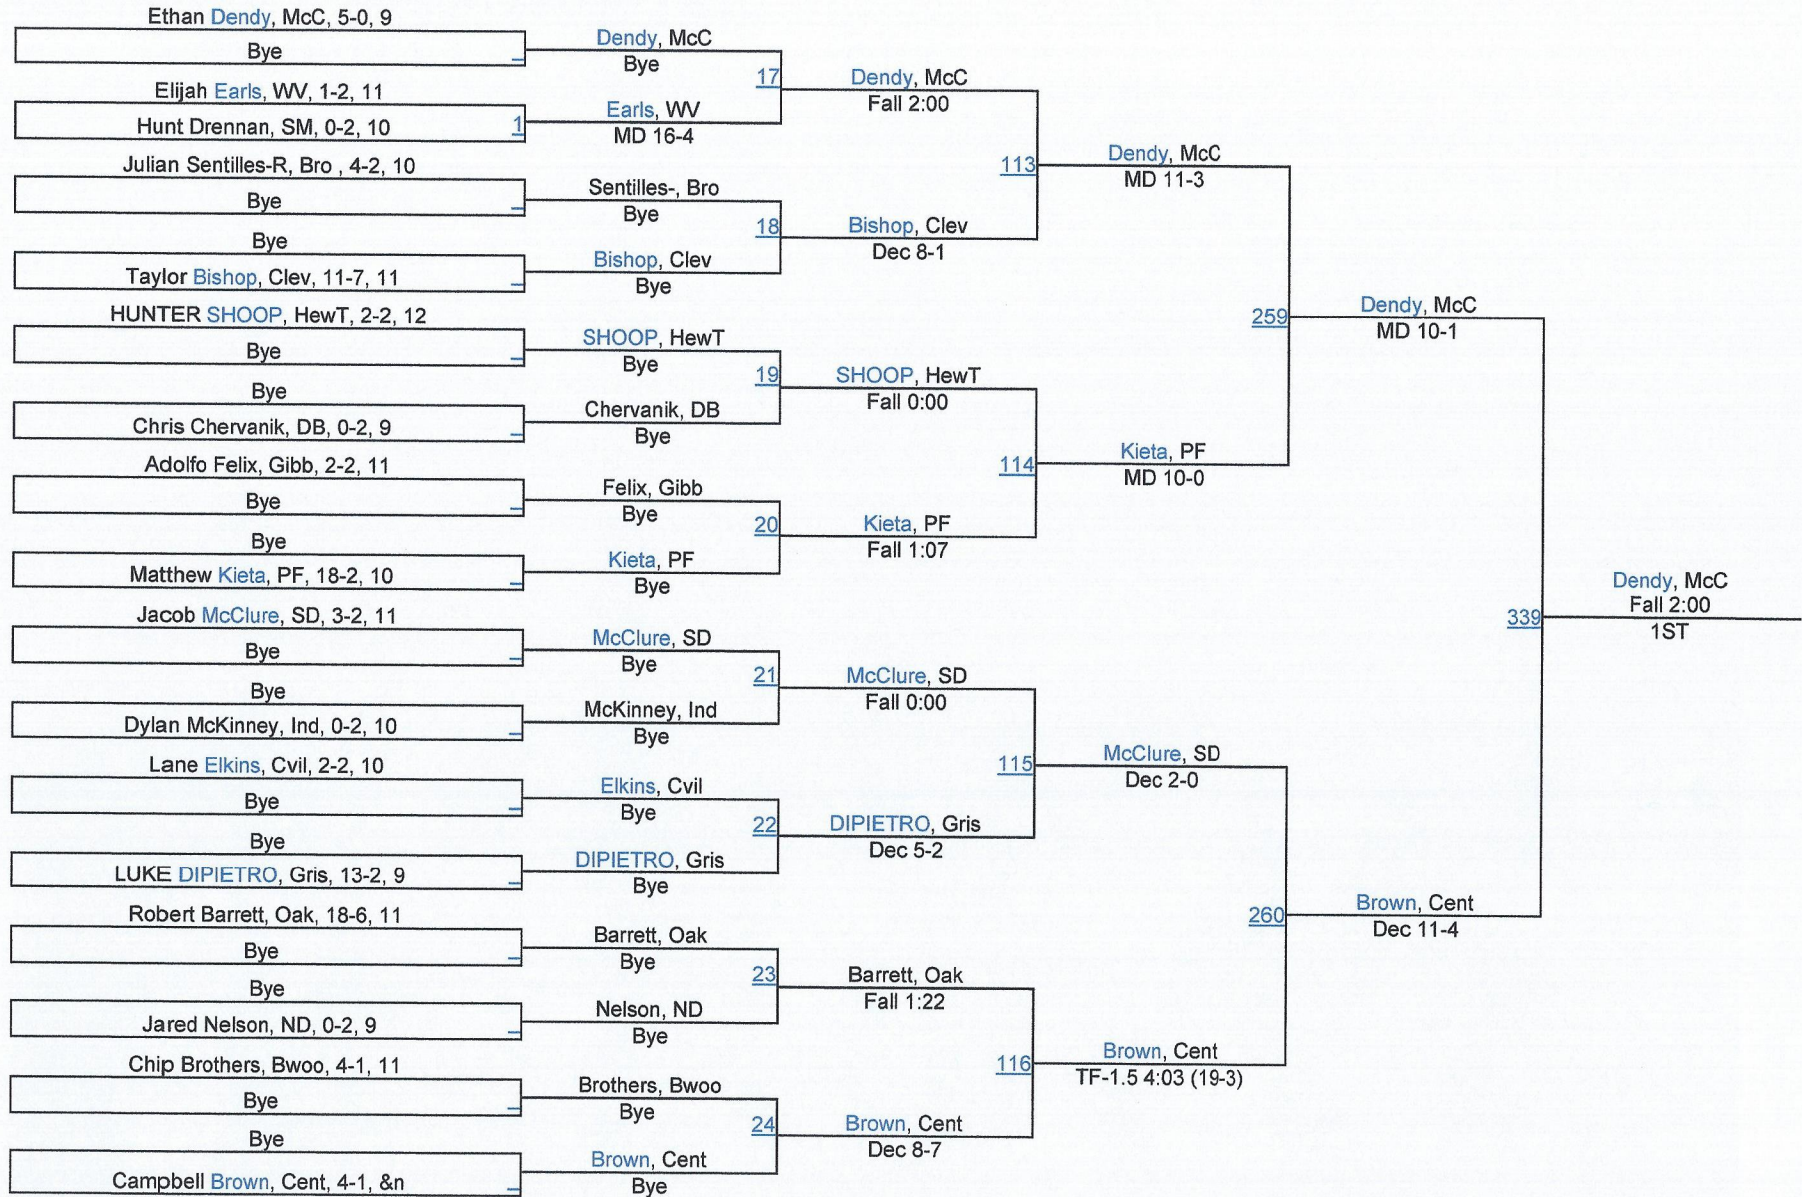 Ethan Dendy, McC, 5-0, 9
Bye
Elijah Earls, WV, 1-2, 11
Hunt Drennan, SM, 0-2, 10
1
Julian Sentilles-R, Bro , 4-2, 10
Bye
Bye
Taylor Bishop, Clev, 11-7, 11
HUNTER SHOOP, HewT, 2-2, 12
Bye
Bye
Chris Chervanik, DB, 0-2, 9
Adolfo Felix, Gibb, 2-2, 11
Bye
Bye
Matthew Kieta, PF, 18-2, 10
Jacob McClure, SD, 3-2, 11
Bye
Bye
Dylan McKinney, Ind, 0-2, 10
Lane Elkins, Cvil, 2-2, 10
Bye
Bye
LUKE DIPIETRO, Gris, 13-2, 9
Robert Barrett, Oak, 18-6, 11
Bye
Bye
Jared Nelson, ND, 0-2, 9
Chip Brothers, Bwoo, 4-1, 11
Bye
Bye
Campbell Brown, Cent, 4-1, &n
Dendy, McC
Bye
17
Earls, WV
MD 16-4
Sentilles-, Bro
Bye
18
Bishop, Clev
Bye
SHOOP, HewT
Bye
19
Chervanik, DB
Bye
Felix, Gibb
Bye
20
Kieta, PF
Bye
McClure, SD
Bye
21
McKinney, Ind
Bye
Elkins, Cvil
Bye
22
DIPIETRO, Gris
Bye
Barrett, Oak
Bye
23
Nelson, ND
Bye
Brothers, Bwoo
Bye
24
Brown, Cent
Bye
Dendy, McC
Fall 2:00
113
Bishop, Clev
Dec 8-1
SHOOP, HewT
Fall 0:00
114
Kieta, PF
Fall 1:07
McClure, SD
Fall 0:00
115
DIPIETRO, Gris
Dec 5-2
Barrett, Oak
Fall 1:22
116
Brown, Cent
Dec 8-7
Dendy, McC
MD 11-3
259
Kieta, PF
MD 10-0
McClure, SD
Dec 2-0
260
Brown, Cent
TF-1.5 4:03 (19-3)
Dendy, McC
MD 10-1
339
Brown, Cent
Dec 11-4
Dendy, McC
Fall 2:00
1ST